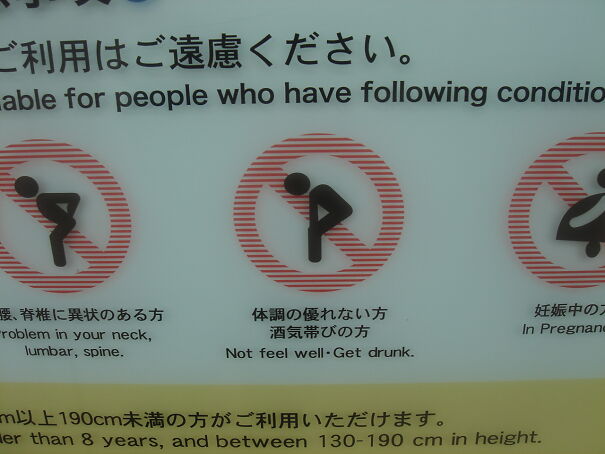 ご利用はご遠慮ください。
able for people who have following conditio
腰、脊椎に異状のある方
roblem in your neck,
lumbar, spine.
体調の優れない方
酒気帯びの方
Not feel well･Get drunk.
妊娠中の方
In Pregnanc
m以上190cm未満の方がご利用いただけます。
er than 8 years, and between 130-190 cm in height.